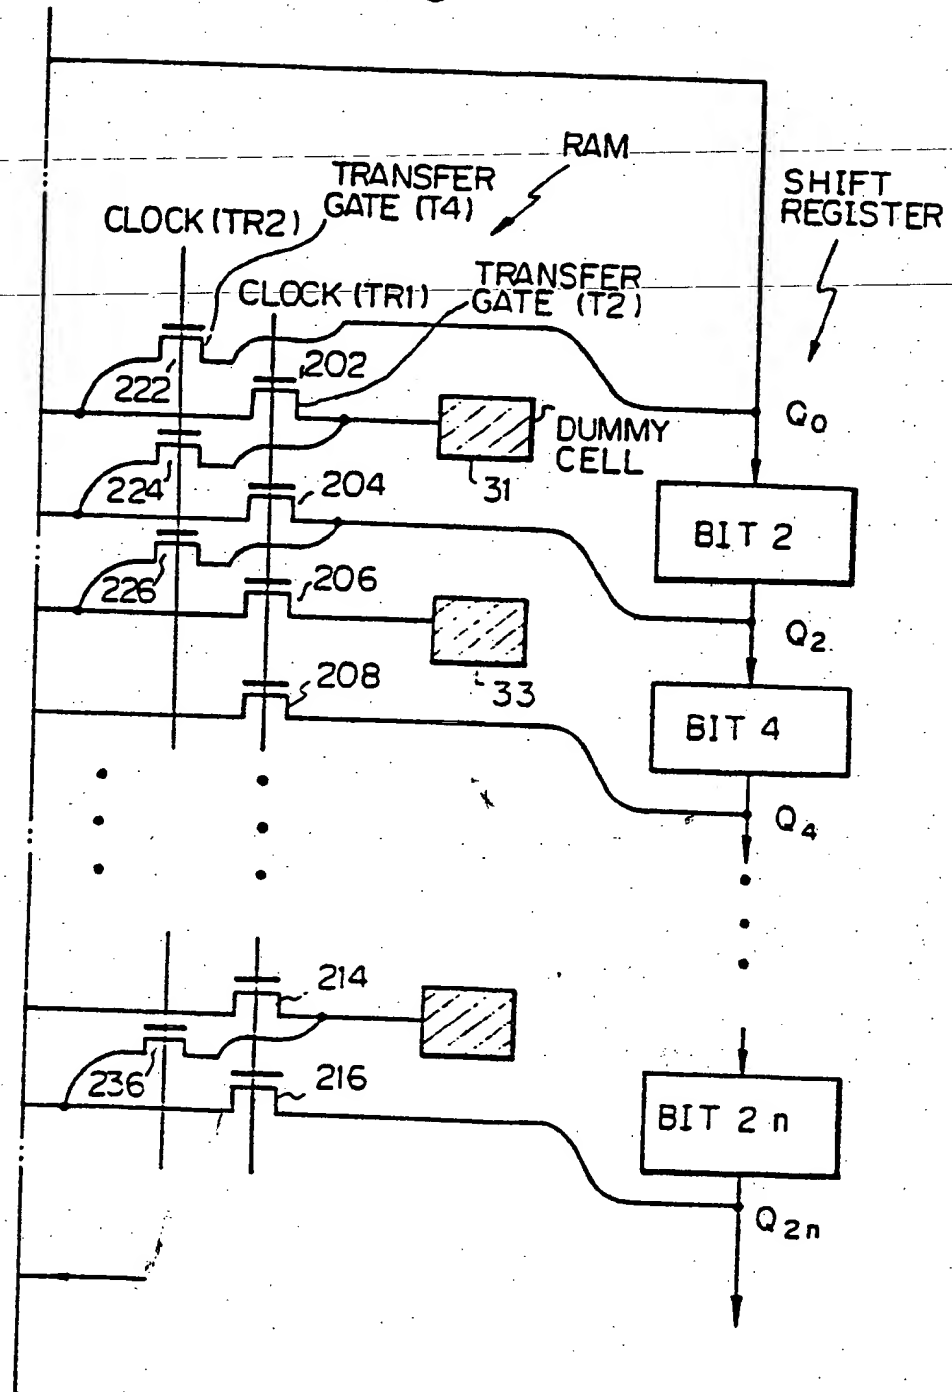 RAM
TRANSFER
GATE (T4)
SHIFT
REGISTER
CLOCK (TR2)
TRANSFER
GATE (T2)
CLOCK (TR1)
202
222
Q0
DUMMY
CELL
31
224
204
BIT 2
226
206
Q2
33
208
BIT 4
Q4
214
236
216
BIT 2n
Q2n